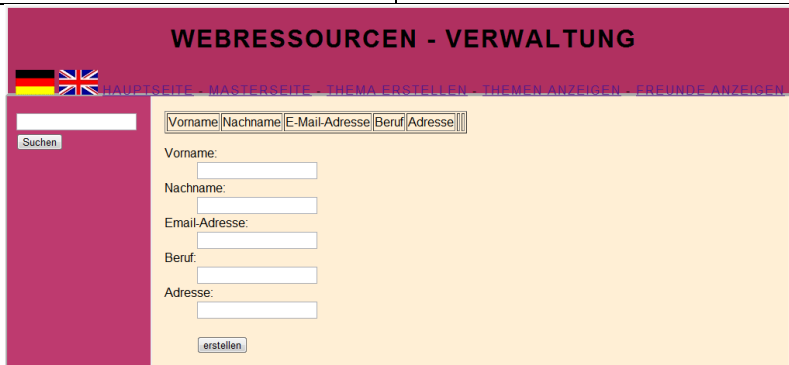 WEBRESSOURCEN - VERWALTUNG
HAUPTSEITE - MASTERSEITE - THEMA ERSTELLEN - THEMEN ANZEIGEN - FREUNDE ANZEIGEN
Suchen
Vorname Nachname E-Mail-Adresse Beruf Adresse
Vorname:
Nachname:
Email-Adresse:
Beruf:
Adresse:
erstellen